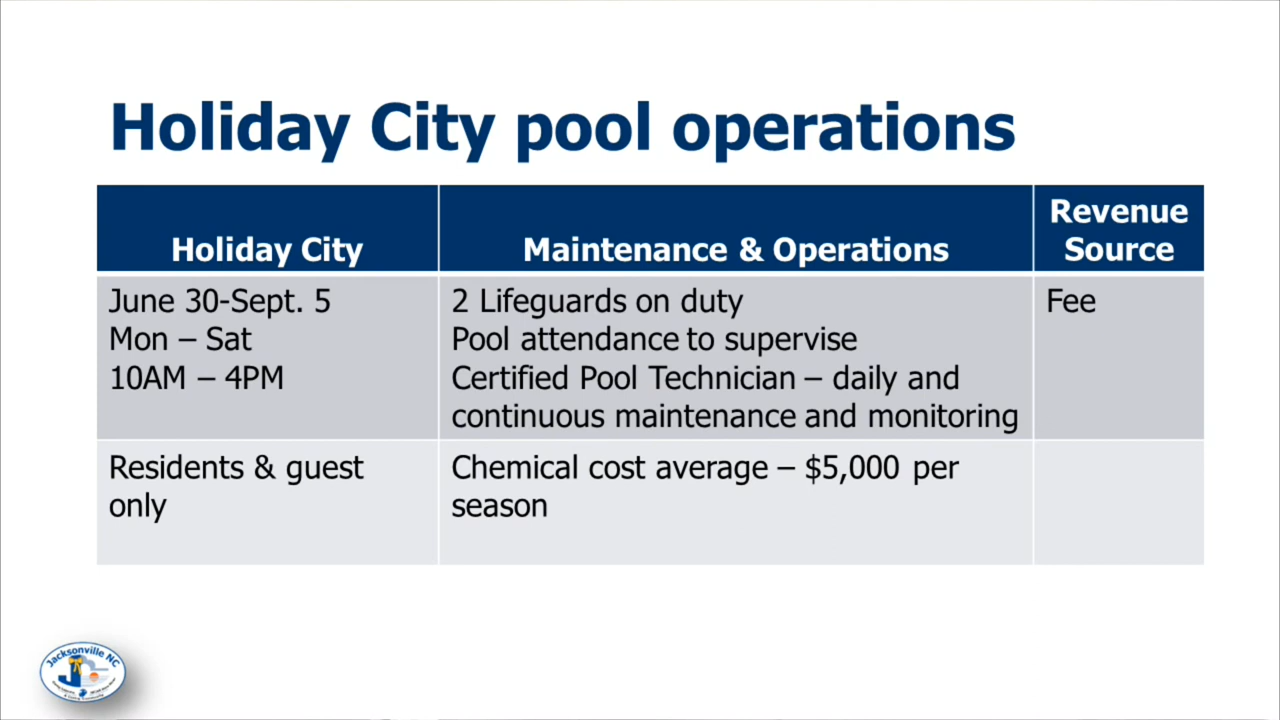 Holiday City pool operations
Holiday City
Maintenance & Operations
Revenue
Source
June 30-Sept. 5
Mon – Sat
10AM – 4PM
2 Lifeguards on duty
Pool attendance to supervise
Certified Pool Technician – daily and
continuous maintenance and monitoring
Fee
Residents & guest
only
Chemical cost average – $5,000 per
season
Jacksonville NC